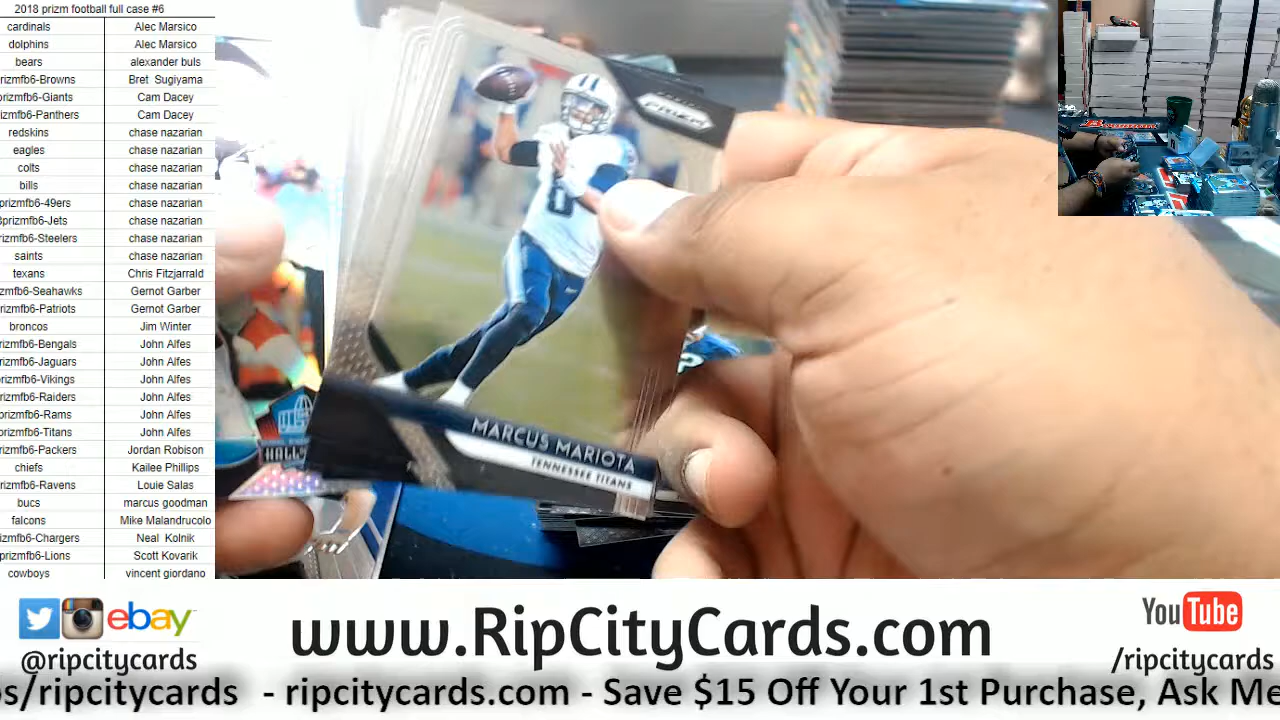 2018 prizm football full case #6
cardinals Alec Marsico
dolphins Alec Marsico
bears alexander buls
rizmfb6-Browns Bret Sugiyama
prizmfb6-Giants Cam Dacey
izmfb6-Panthers Cam Dacey
redskins chase nazarian
eagles chase nazarian
colts chase nazarian
bills chase nazarian
prizmfb6-49ers chase nazarian
prizmfb6-Jets chase nazarian
rizmfb6-Steelers chase nazarian
saints chase nazarian
texans Chris Fitzjarrald
zmfb6-Seahawks Gernot Garber
rizmfb6-Patriots Gernot Garber
broncos Jim Winter
rizmfb6-Bengals John Alfes
izmfb6-Jaguars John Alfes
rizmfb6-Vikings John Alfes
rizmfb6-Raiders John Alfes
prizmfb6-Rams John Alfes
rizmfb6-Titans John Alfes
izmfb6-Packers Jordan Robison
chiefs Kailee Phillips
rizmfb6-Ravens Louie Salas
bucs marcus goodman
falcons Mike Malandrucolo
izmfb6-Chargers Neal Kolnik
prizmfb6-Lions Scott Kovarik
cowboys vincent giordano
PRIZM
8
MARCUS MARIOTA
TENNESSEE TITANS
HALL
ebay
@ripcitycards
www.RipCityCards.com
YouTube
/ripcitycards
s/ripcitycards - ripcitycards.com - Save $15 Off Your 1st Purchase, Ask Me